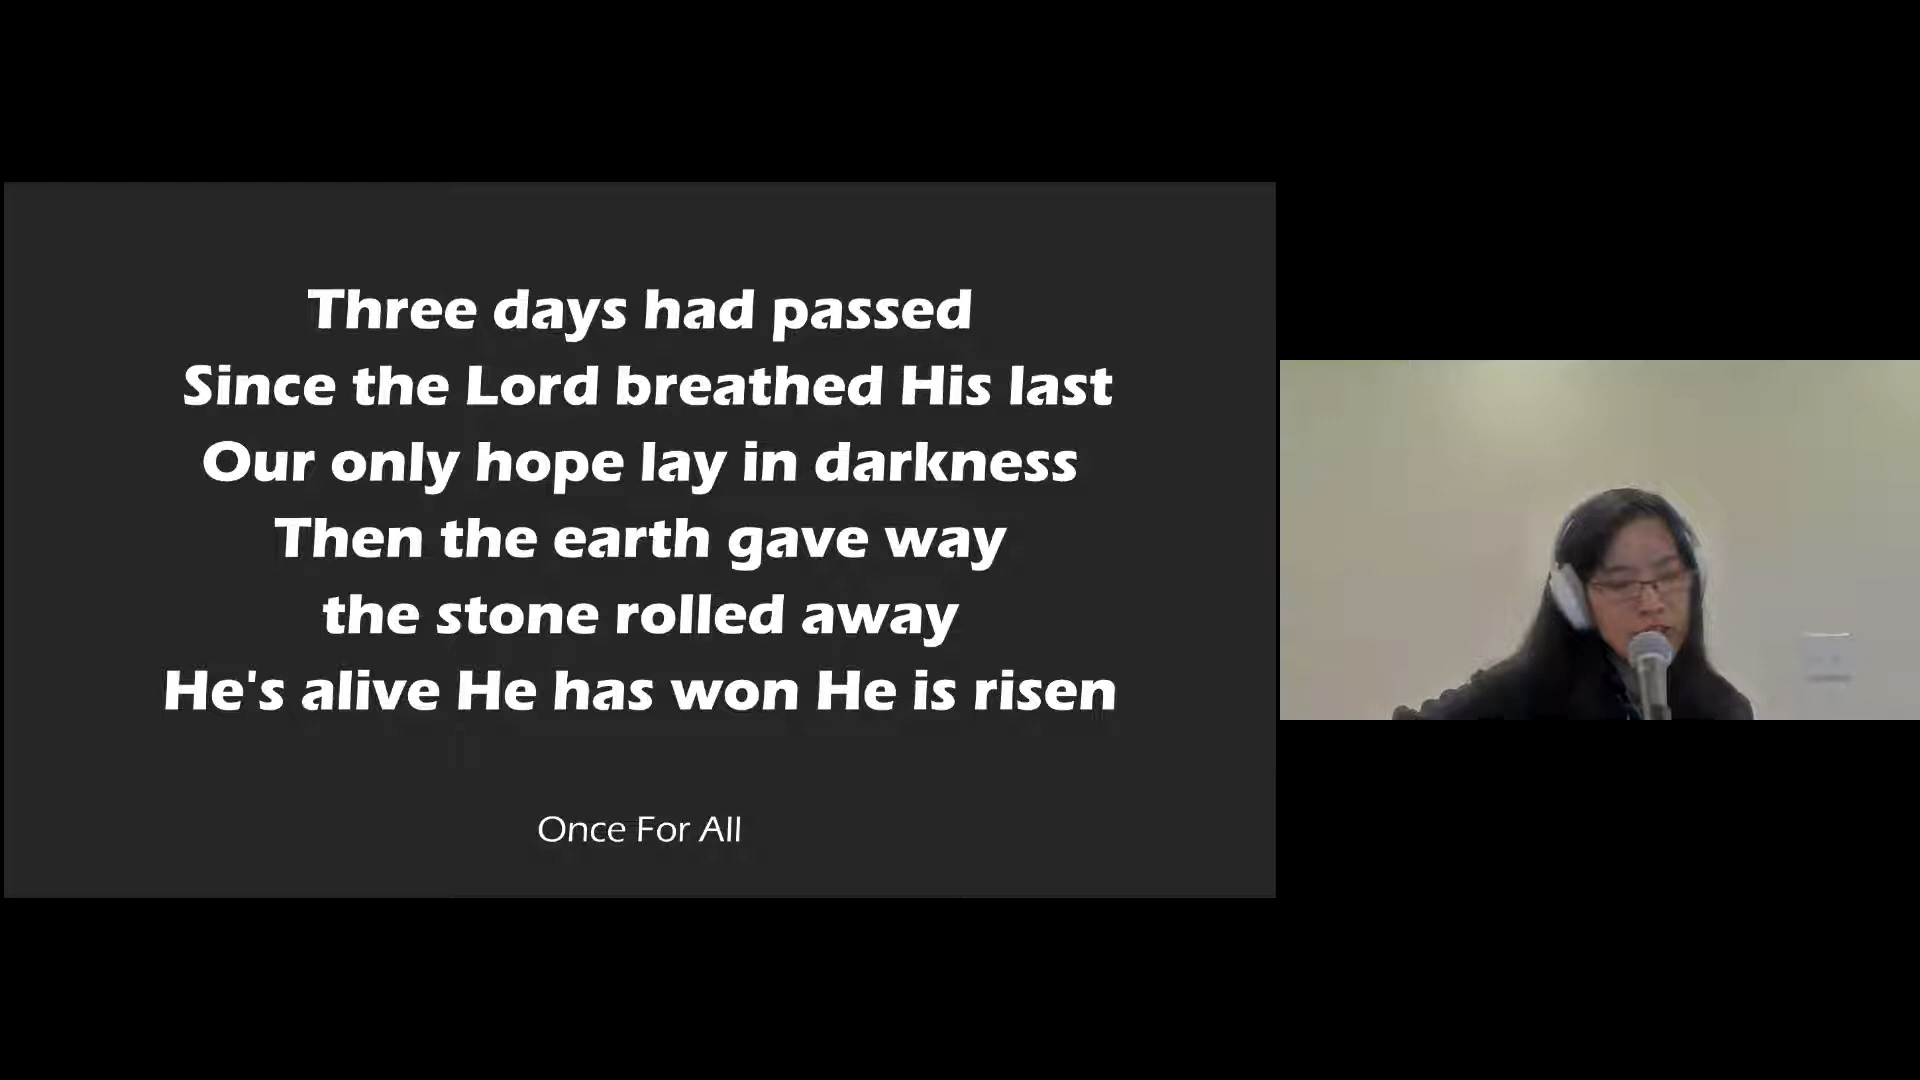 Three days had passed
Since the Lord breathed His last
Our only hope lay in darkness
Then the earth gave way
the stone rolled away
He's alive He has won He is risen
Once For All